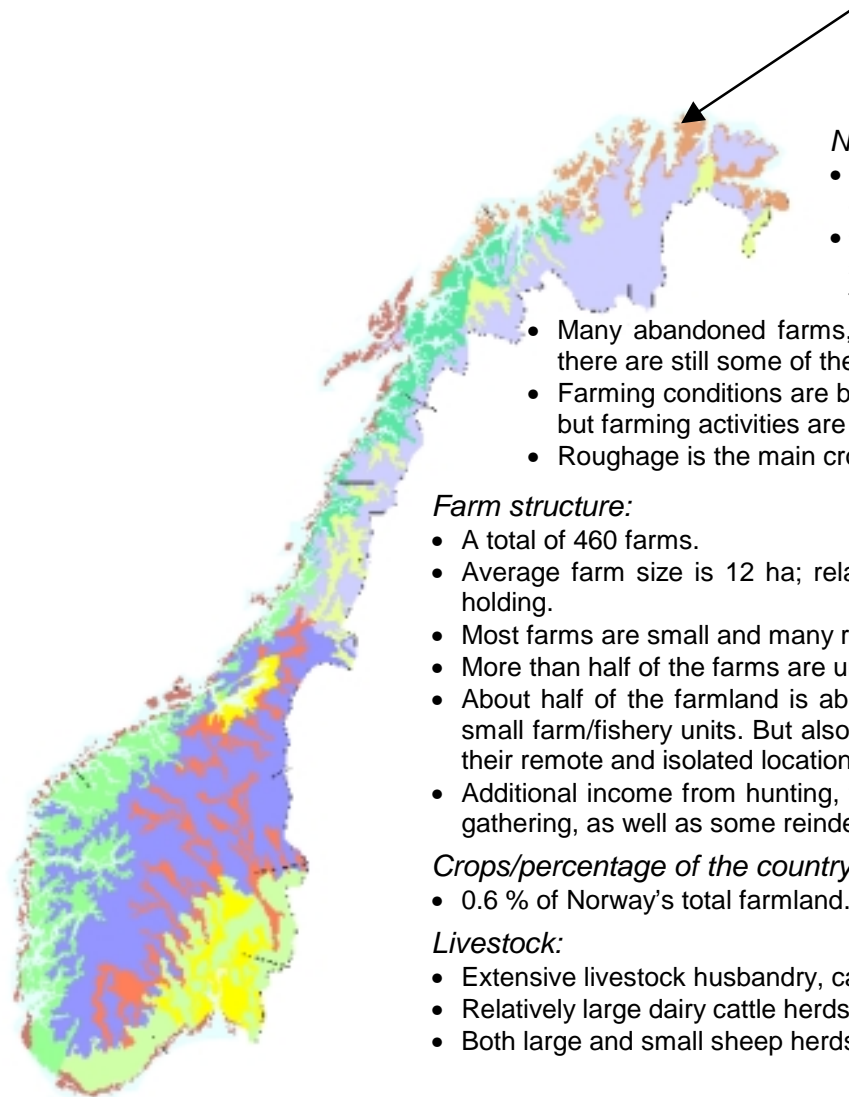 •
•
• Many abandoned farms,
there are still some of the
• Farming conditions are b
but farming activities are
• Roughage is the main cro
Farm structure:
• A total of 460 farms.
• Average farm size is 12 ha; rela
holding.
• Most farms are small and many r
• More than half of the farms are u
• About half of the farmland is ab
small farm/fishery units. But also
their remote and isolated location
• Additional income from hunting,
gathering, as well as some reinde
Crops/percentage of the country
• 0.6 % of Norway's total farmland.
Livestock:
• Extensive livestock husbandry, ca
• Relatively large dairy cattle herds
• Both large and small sheep herds